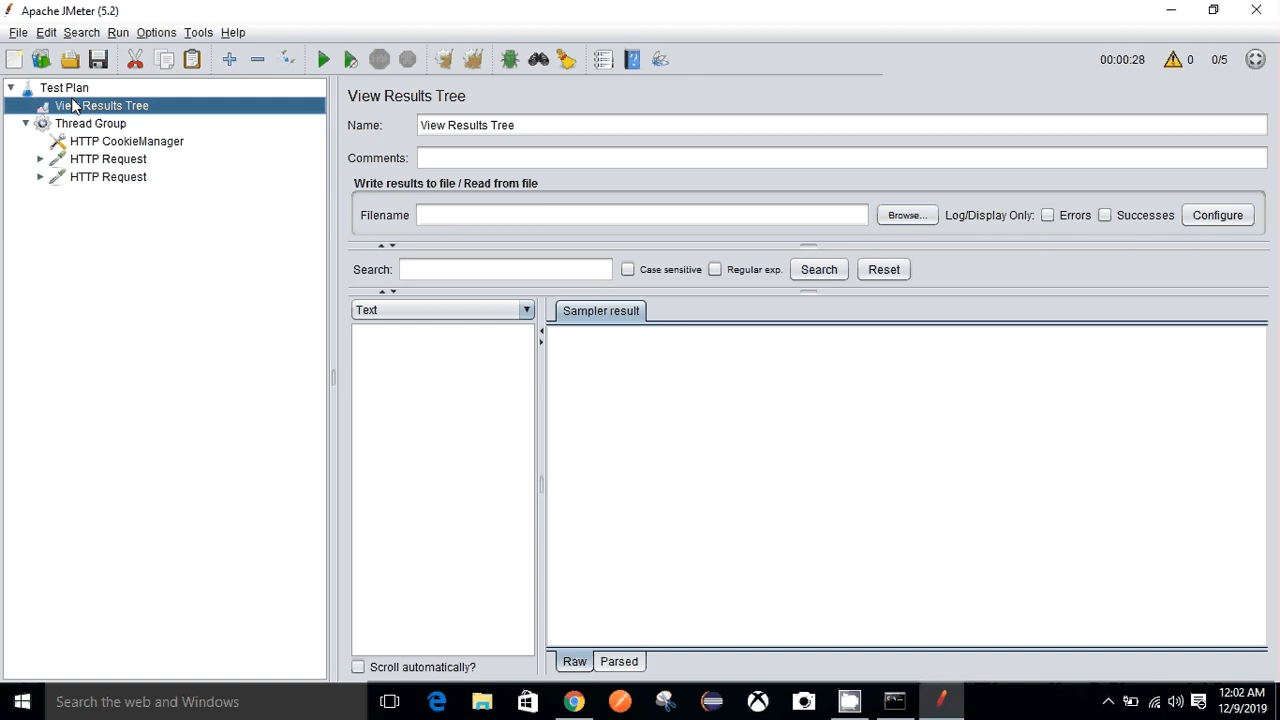 Apache JMeter (5.2)
File Edit Search Run Options Tools Help
00:00:28 0 0/5
Test Plan
View Results Tree
Thread Group
HTTP CookieManager
HTTP Request
HTTP Request
View Results Tree
Name: View Results Tree
Comments:
Write results to file / Read from file
Filename Browse... Log/Display Only: Errors Successes Configure
Search: Case sensitive Regular exp. Search Reset
Text
Sampler result
Scroll automatically?
Raw Parsed
Search the web and Windows
12:02 AM
12/9/2019